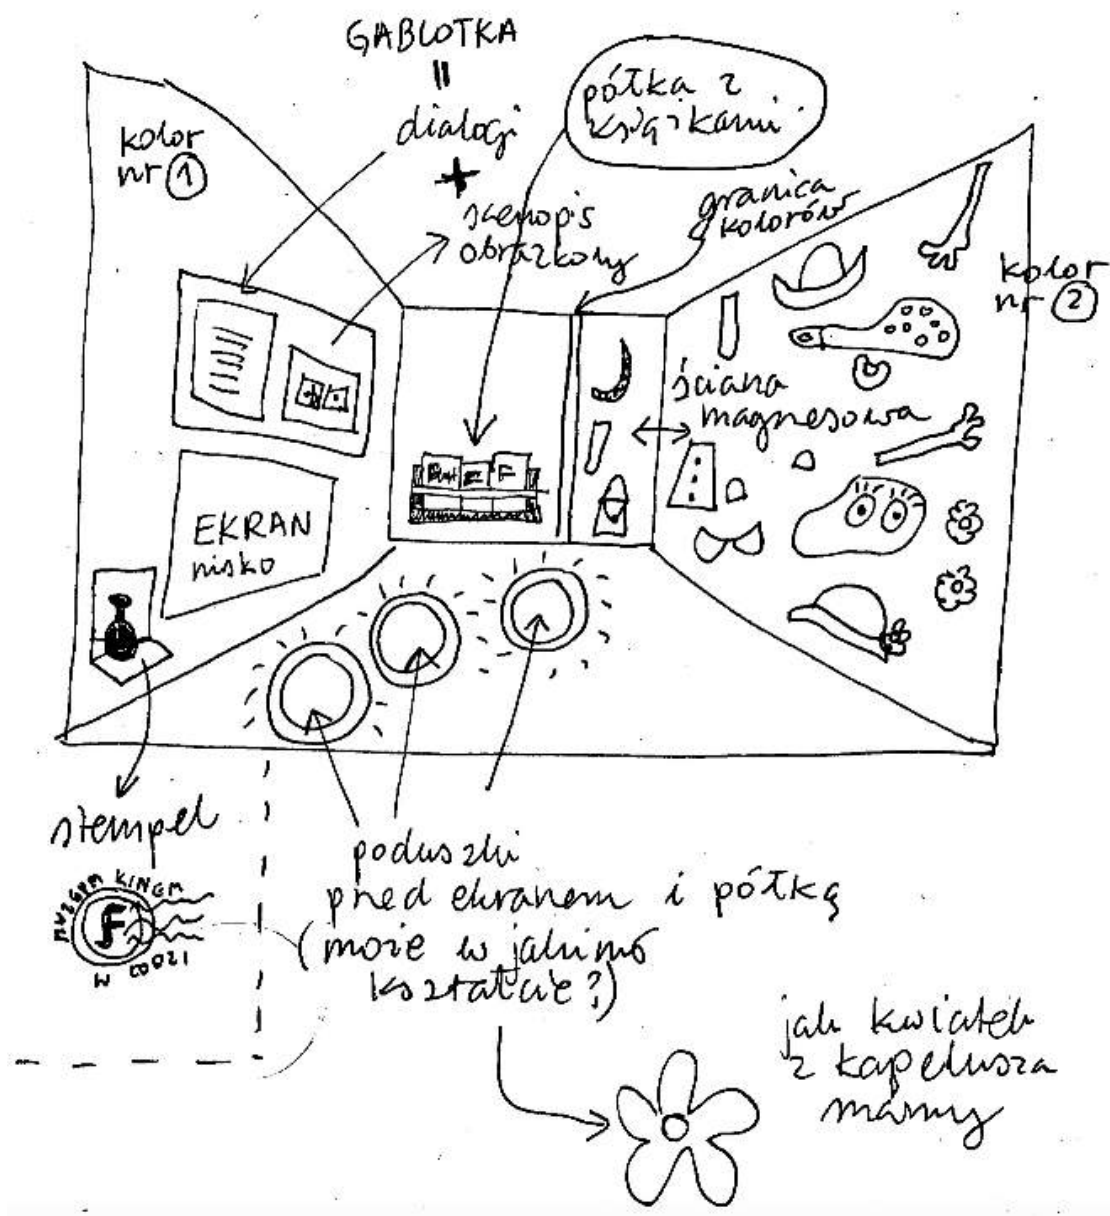 GABLOTKA
=
dialogi
+
scenopis
obrazkowy
półka z
książkami
kolor
nr 1
granica
kolorów
kolor
nr 2
ściana
magnesowa
EKRAN
nisko
stempel
MUZEUM KINEM
F
W ŁODZI
poduszki
przed ekranem i półką
(może w jakimś
kształcie?)
jak kwiatek
z kapelusza
mamy